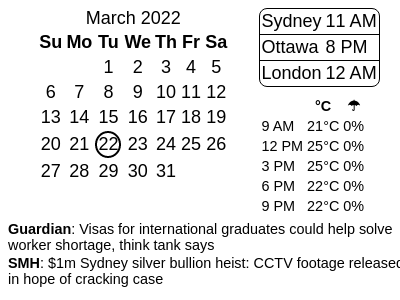 March 2022
Su Mo Tu We Th Fr Sa
1 2 3 4 5
6 7 8 9 10 11 12
13 14 15 16 17 18 19
20 21 22 23 24 25 26
27 28 29 30 31
Sydney 11 AM
Ottawa 8 PM
London 12 AM
°C ☂
9 AM 21°C 0%
12 PM 25°C 0%
3 PM 25°C 0%
6 PM 22°C 0%
9 PM 22°C 0%
Guardian: Visas for international graduates could help solve
worker shortage, think tank says
SMH: $1m Sydney silver bullion heist: CCTV footage released
in hope of cracking case